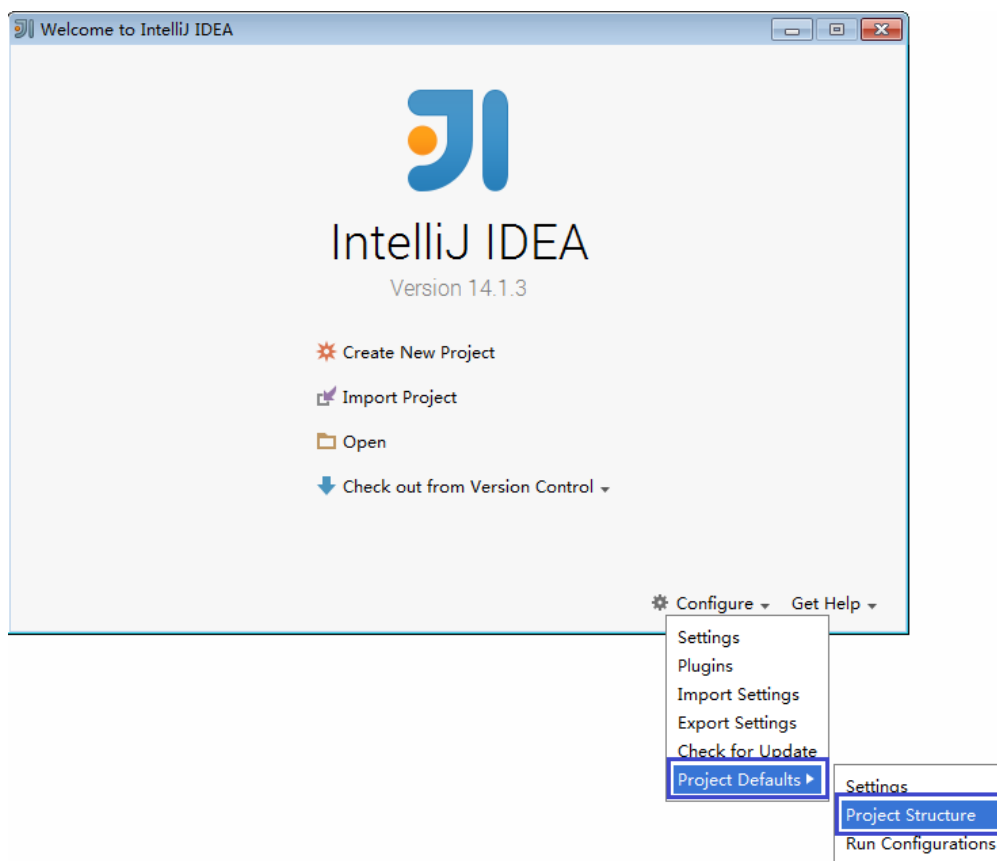 Welcome to IntelliJ IDEA
IntelliJ IDEA
Version 14.1.3
Create New Project
Import Project
Open
Check out from Version Control
Configure
Get Help
Settings
Plugins
Import Settings
Export Settings
Check for Update
Project Defaults
Settings
Project Structure
Run Configurations